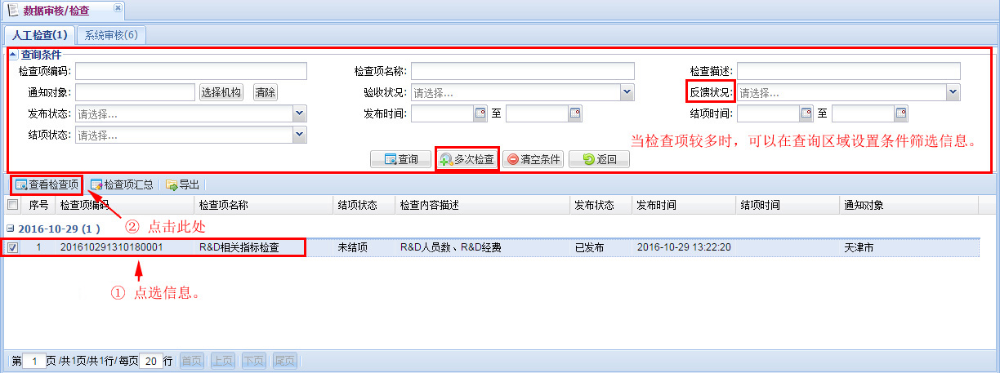 数据审核/检查
人工检查(1) 系统审核(6)
查询条件
检查项编码: 检查项名称: 检查描述:
通知对象: 选择机构 清除 验收状况: 请选择... 反馈状况: 请选择...
发布状态: 请选择... 发布时间: 至 结项时间: 至
结项状态: 请选择...
当检查项较多时，可以在查询区域设置条件筛选信息。
查询 多次检查 清空条件 返回
查看检查项 检查项汇总 导出
序号 检查项编码 检查项名称 结项状态 检查内容描述 发布状态 发布时间 结项时间 通知对象
② 点击此处
2016-10-29 (1 )
1 201610291310180001 R&D相关指标检查 未结项 R&D人员数、R&D经费 已发布 2016-10-29 13:22:20 天津市
① 点选信息。
第 1 页 /共1页/共1行/ 每页 20 行 首页 上页 下页 尾页